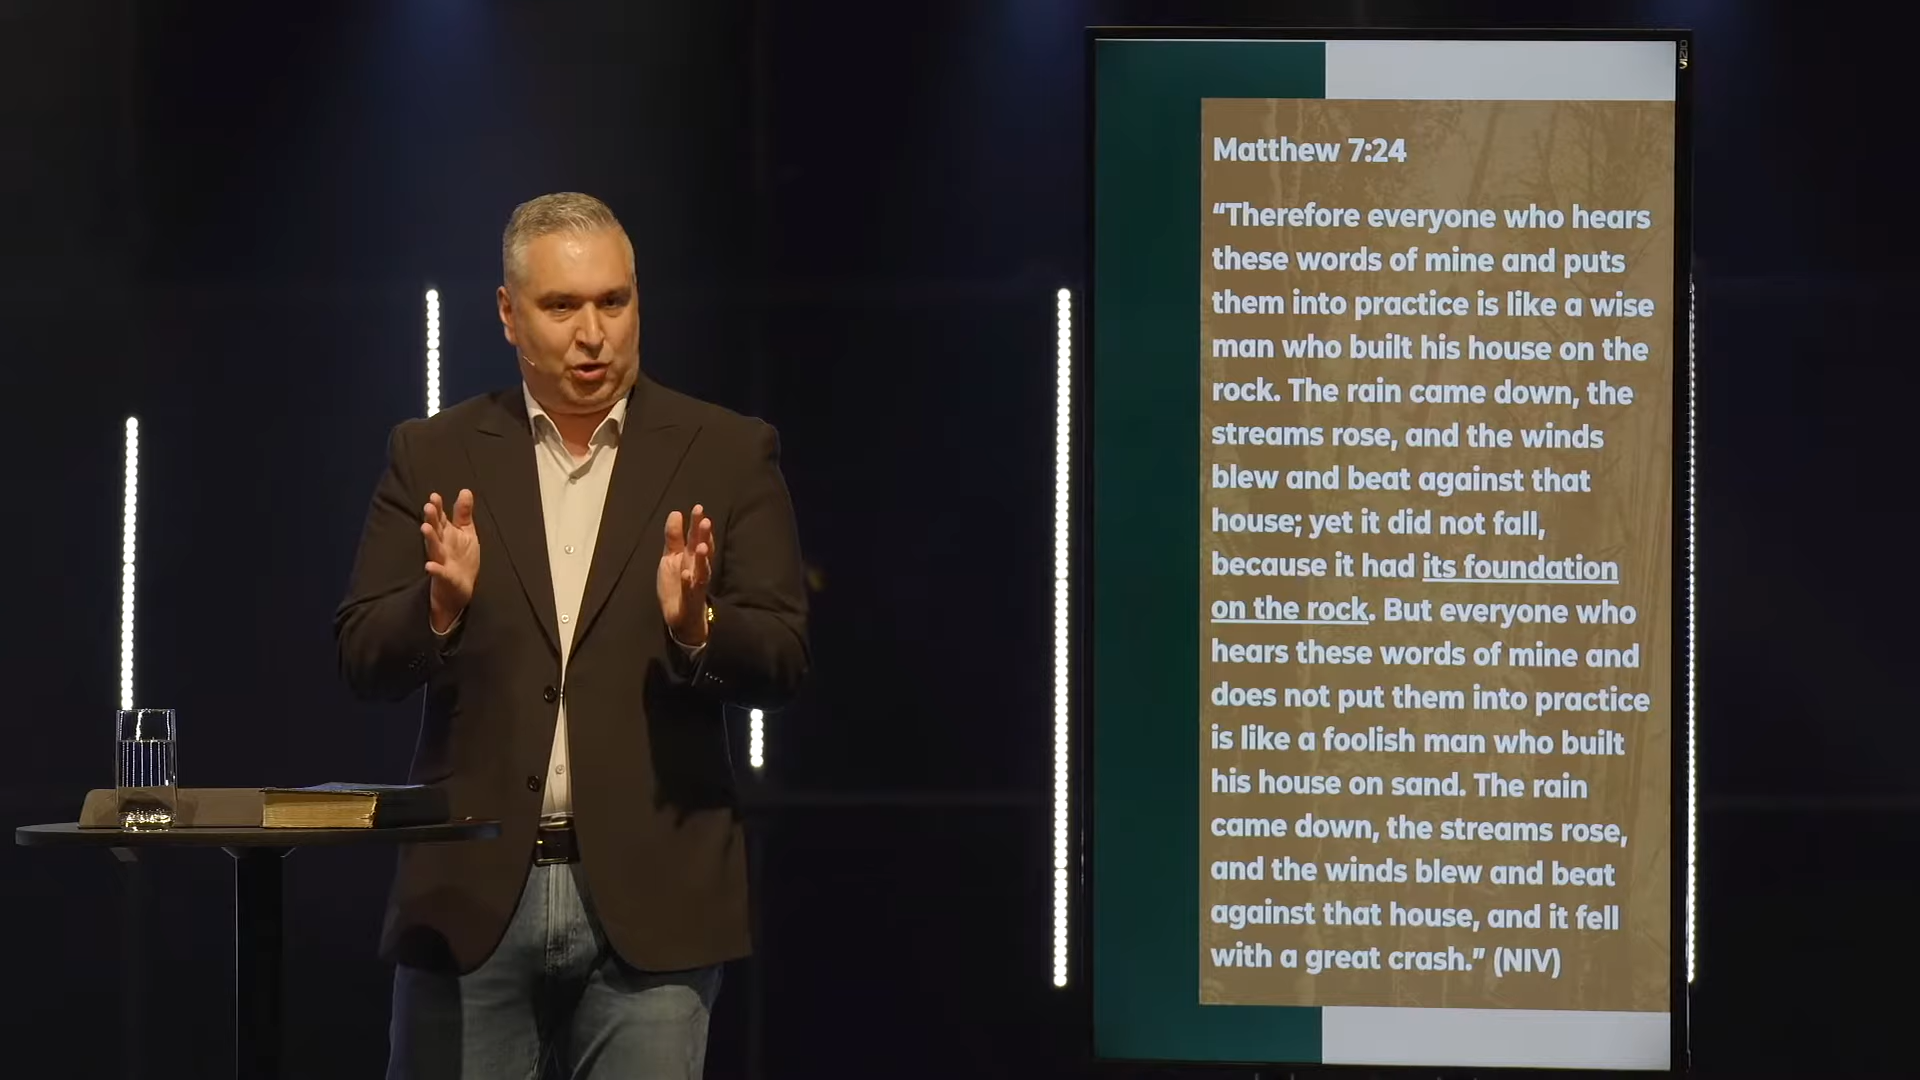 VIZIO
Matthew 7:24
“Therefore everyone who hears
these words of mine and puts
them into practice is like a wise
man who built his house on the
rock. The rain came down, the
streams rose, and the winds
blew and beat against that
house; yet it did not fall,
because it had its foundation
on the rock. But everyone who
hears these words of mine and
does not put them into practice
is like a foolish man who built
his house on sand. The rain
came down, the streams rose,
and the winds blew and beat
against that house, and it fell
with a great crash.” (NIV)